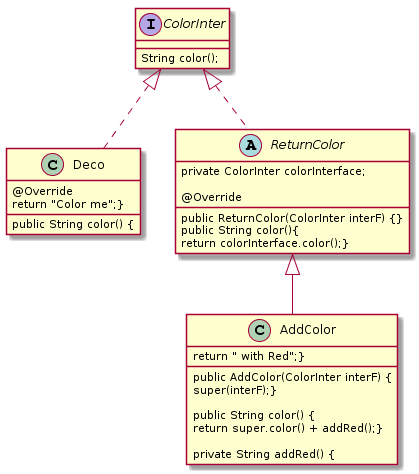 I ColorInter
String color();
C Deco
@Override
return "Color me";}
public String color() {
A ReturnColor
private ColorInter colorInterface;
@Override
public ReturnColor(ColorInter interF) {}
public String color(){
return colorInterface.color();}
C AddColor
return " with Red";}
public AddColor(ColorInter interF) {
super(interF);}
public String color() {
return super.color() + addRed();}
private String addRed() {